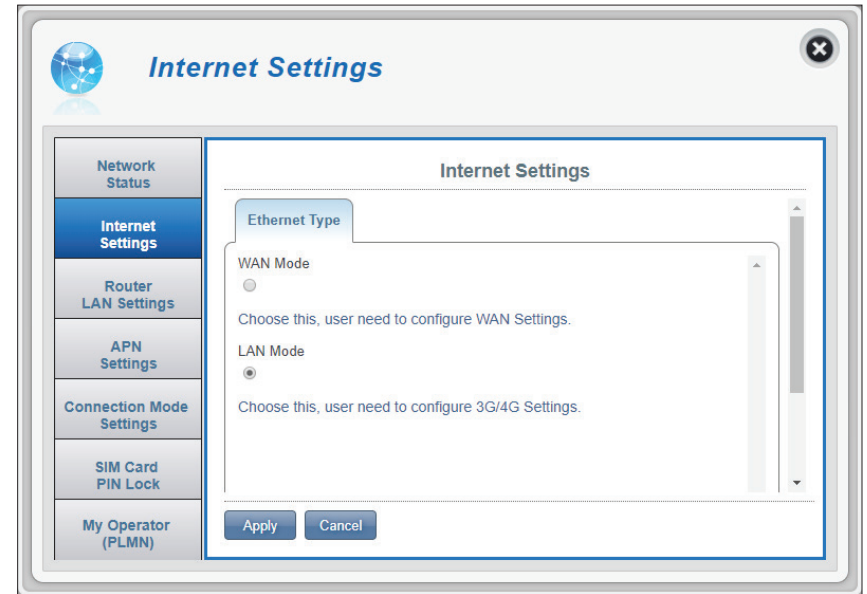 Internet Settings
Network
Status
Internet
Settings
Router
LAN Settings
APN
Settings
Connection Mode
Settings
SIM Card
PIN Lock
My Operator
(PLMN)
Internet Settings
Ethernet Type
WAN Mode
Choose this, user need to configure WAN Settings.
LAN Mode
Choose this, user need to configure 3G/4G Settings.
Apply
Cancel